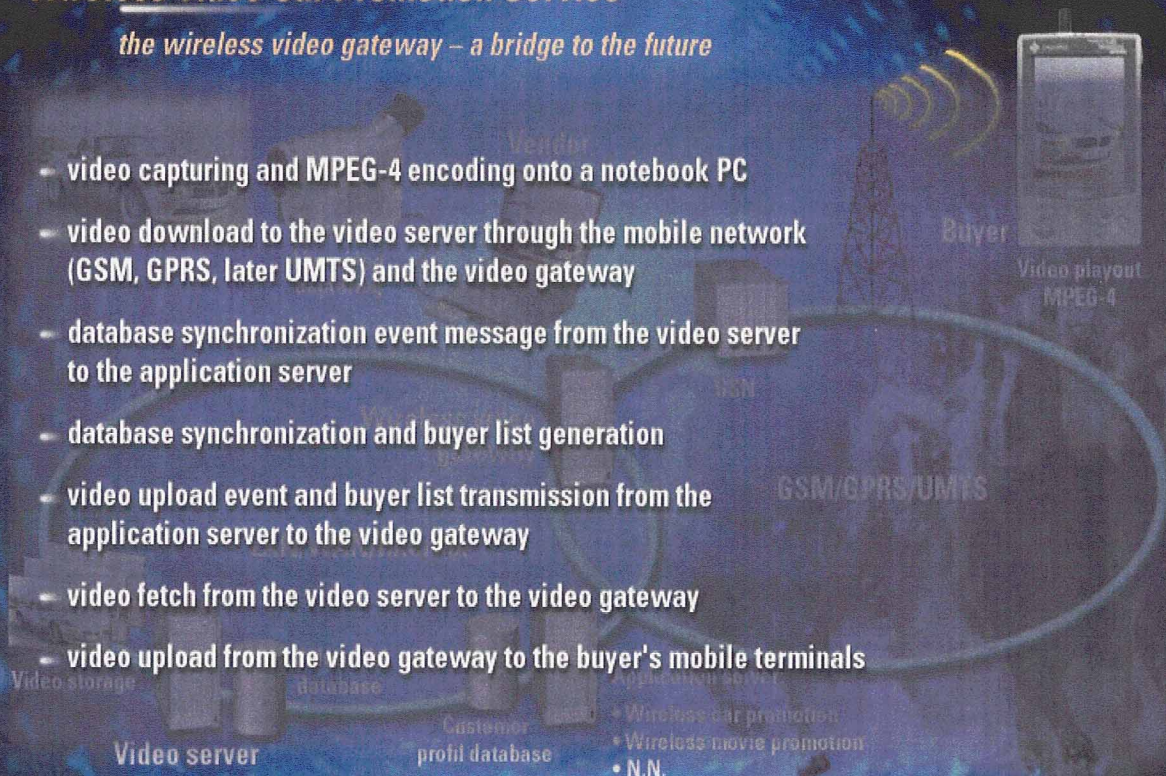 the wireless video gateway – a bridge to the future
Vendor
- video capturing and MPEG-4 encoding onto a notebook PC
- video download to the video server through the mobile network
(GSM, GPRS, later UMTS) and the video gateway
Buyer
Video playout
MPEG-4
- database synchronization event message from the video server
to the application server
- database synchronization and buyer list generation
GSM/GPRS/UMTS
- video upload event and buyer list transmission from the
application server to the video gateway
- video fetch from the video server to the video gateway
- video upload from the video gateway to the buyer's mobile terminals
Video storage
database
Application server
• Wireless car promotion
Customer
• Wireless movie promotion
profil database
Video server
• N.N.